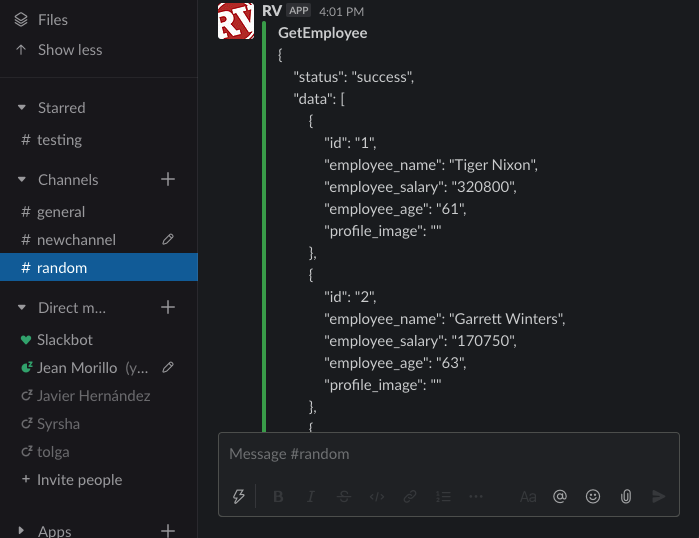 Files
Show less
Starred
# testing
Channels
# general
# newchannel
# random
Direct m...
Slackbot
Jean Morillo (y...
Javier Hernández
Syrsha
tolga
+ Invite people
Apps
RV
RV APP 4:01 PM
GetEmployee
{
"status": "success",
"data": [
{
"id": "1",
"employee_name": "Tiger Nixon",
"employee_salary": "320800",
"employee_age": "61",
"profile_image": ""
},
{
"id": "2",
"employee_name": "Garrett Winters",
"employee_salary": "170750",
"employee_age": "63",
"profile_image": ""
},
{
Message #random
B I S </> Aa @